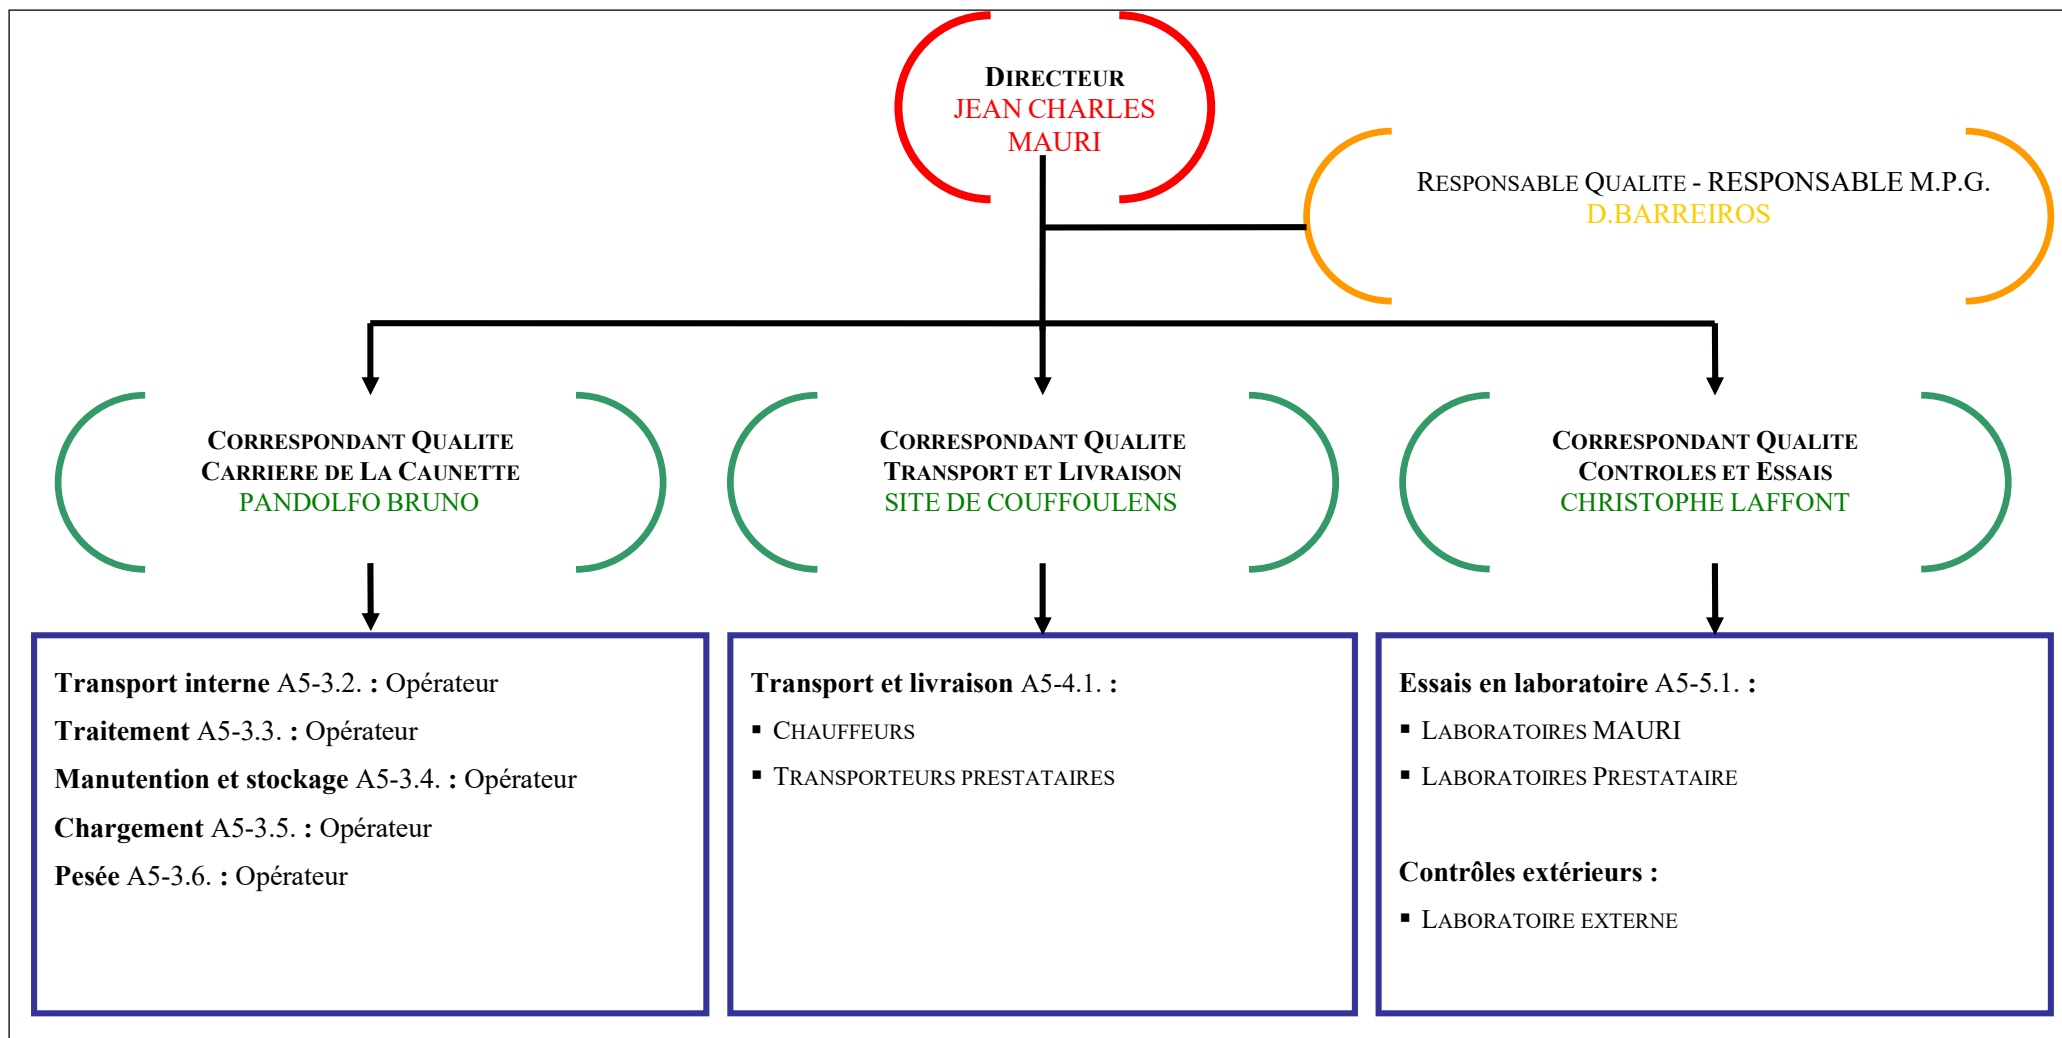 DIRECTEUR
JEAN CHARLES
MAURI
RESPONSABLE QUALITE - RESPONSABLE M.P.G.
D.BARREIROS
CORRESPONDANT QUALITE
CARRIERE DE LA CAUNETTE
PANDOLFO BRUNO
CORRESPONDANT QUALITE
TRANSPORT ET LIVRAISON
SITE DE COUFFOULENS
CORRESPONDANT QUALITE
CONTROLES ET ESSAIS
CHRISTOPHE LAFFONT
Transport interne A5-3.2. : Opérateur
Traitement A5-3.3. : Opérateur
Manutention et stockage A5-3.4. : Opérateur
Chargement A5-3.5. : Opérateur
Pesée A5-3.6. : Opérateur
Transport et livraison A5-4.1. :
▪ CHAUFFEURS
▪ TRANSPORTEURS PRESTATAIRES
Essais en laboratoire A5-5.1. :
▪ LABORATOIRES MAURI
▪ LABORATOIRES PRESTATAIRE
Contrôles extérieurs :
▪ LABORATOIRE EXTERNE